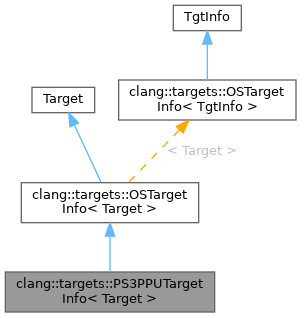 TgtInfo
clang::targets::OSTarget
Info< TgtInfo >
Target
< Target >
clang::targets::OSTarget
Info< Target >
clang::targets::PS3PPUTarget
Info< Target >